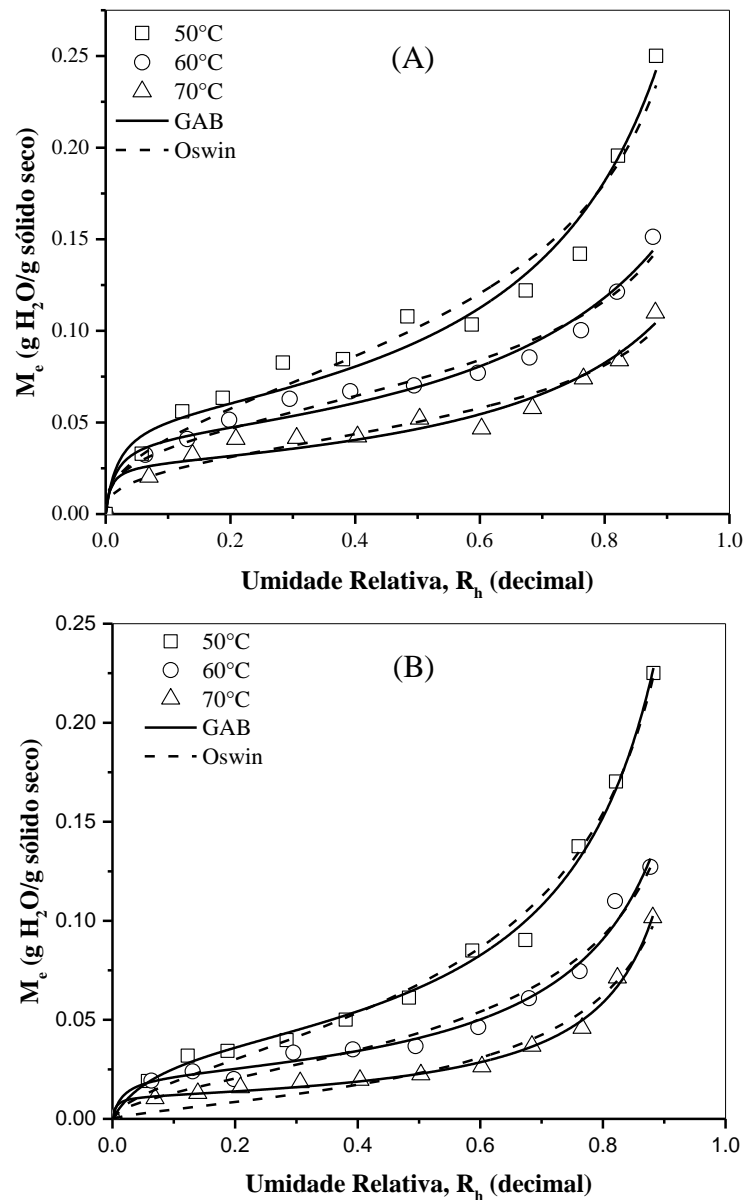 (A)
50°C
60°C
70°C
GAB
Oswin
0.25
0.20
0.15
0.10
0.05
0.00
Mₑ (g H₂O/g sólido seco)
0.0 0.2 0.4 0.6 0.8 1.0
Umidade Relativa, Rₕ (decimal)
(B)
50°C
60°C
70°C
GAB
Oswin
0.25
0.20
0.15
0.10
0.05
0.00
Mₑ (g H₂O/g sólido seco)
0.0 0.2 0.4 0.6 0.8 1.0
Umidade Relativa, Rₕ (decimal)